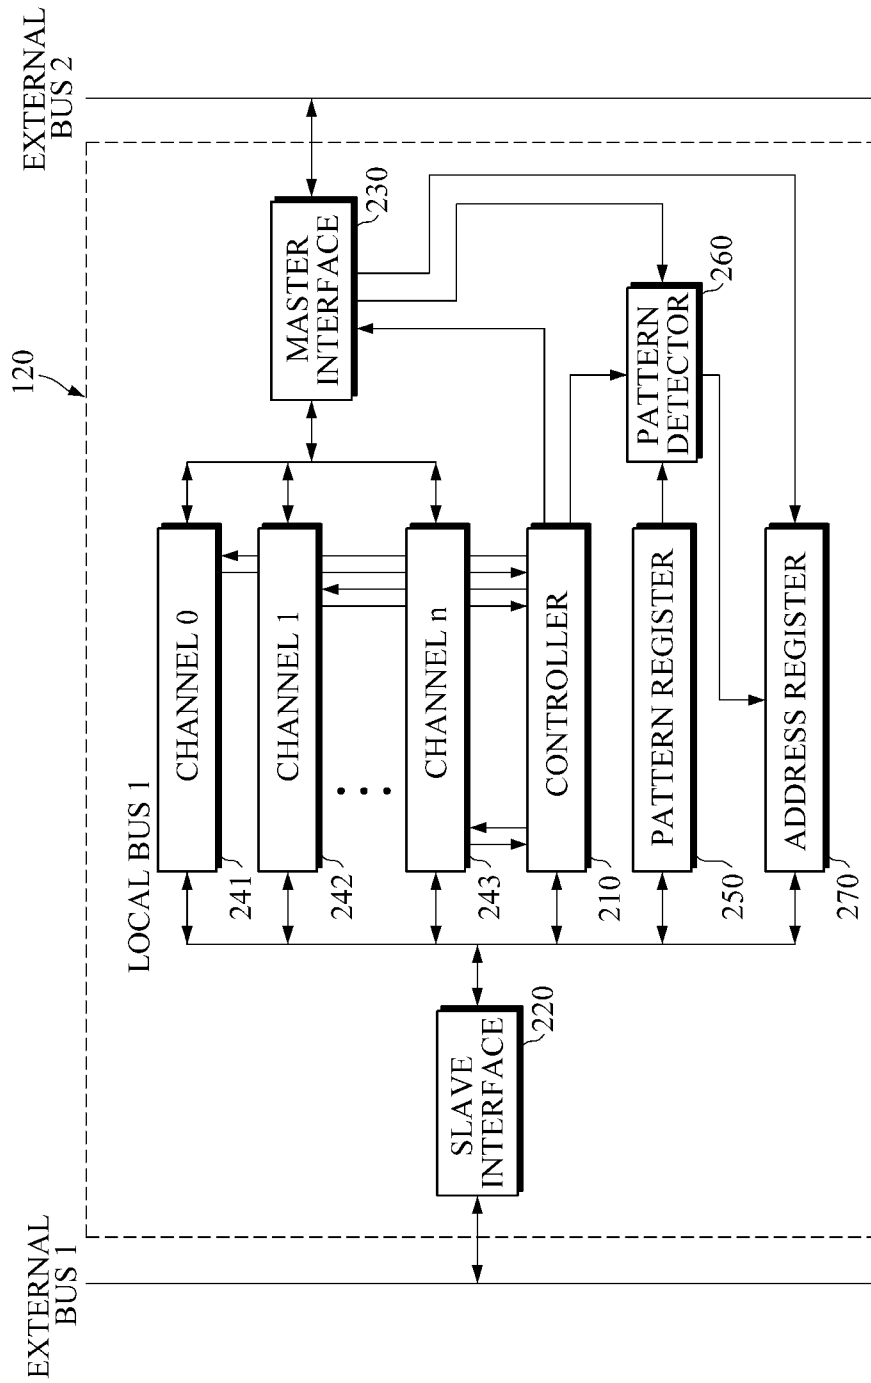 EXTERNAL
BUS 1
EXTERNAL
BUS 2
120
LOCAL BUS 1
CHANNEL 0
241
CHANNEL 1
242
CHANNEL n
243
CONTROLLER
210
PATTERN REGISTER
250
ADDRESS REGISTER
270
SLAVE
INTERFACE
220
MASTER
INTERFACE
230
PATTERN
DETECTOR
260